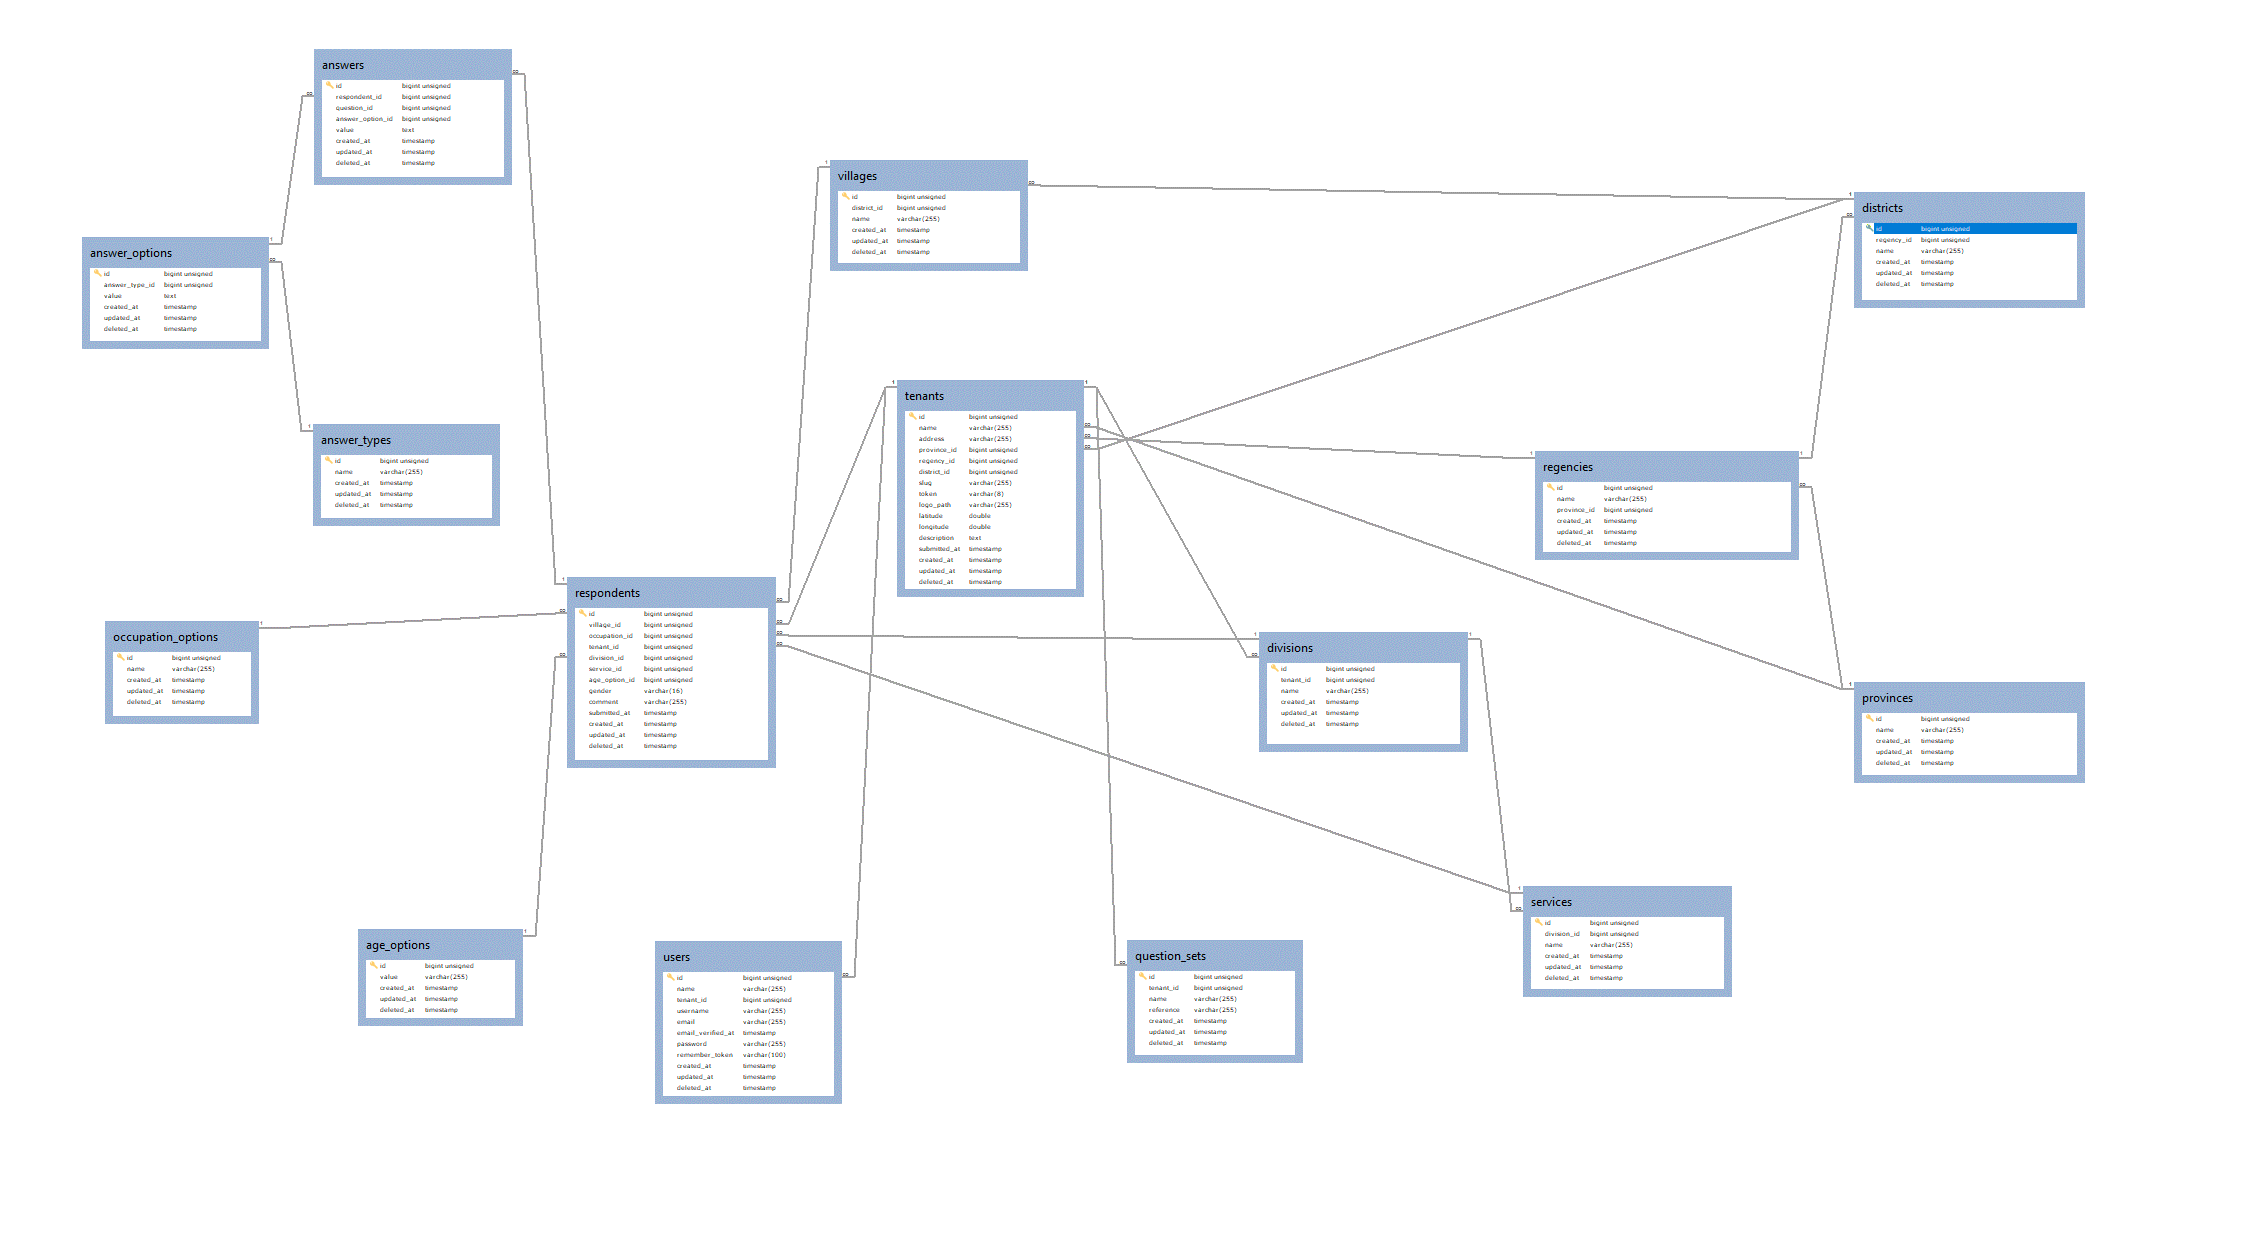 answers
id bigint unsigned
respondent_id bigint unsigned
question_id bigint unsigned
answer_option_id bigint unsigned
value text
created_at timestamp
updated_at timestamp
deleted_at timestamp
villages
id bigint unsigned
district_id bigint unsigned
name varchar(255)
created_at timestamp
updated_at timestamp
deleted_at timestamp
districts
id bigint unsigned
regency_id bigint unsigned
name varchar(255)
created_at timestamp
updated_at timestamp
deleted_at timestamp
answer_options
id bigint unsigned
answer_type_id bigint unsigned
value text
created_at timestamp
updated_at timestamp
deleted_at timestamp
tenants
id bigint unsigned
name varchar(255)
address varchar(255)
province_id bigint unsigned
regency_id bigint unsigned
district_id bigint unsigned
slug varchar(255)
token varchar(8)
logo_path varchar(255)
latitude double
longitude double
description text
submitted_at timestamp
created_at timestamp
updated_at timestamp
deleted_at timestamp
answer_types
id bigint unsigned
name varchar(255)
created_at timestamp
updated_at timestamp
deleted_at timestamp
regencies
id bigint unsigned
name varchar(255)
province_id bigint unsigned
created_at timestamp
updated_at timestamp
deleted_at timestamp
respondents
id bigint unsigned
village_id bigint unsigned
occupation_id bigint unsigned
tenant_id bigint unsigned
division_id bigint unsigned
service_id bigint unsigned
age_option_id bigint unsigned
gender varchar(16)
comment varchar(255)
submitted_at timestamp
created_at timestamp
updated_at timestamp
deleted_at timestamp
occupation_options
id bigint unsigned
name varchar(255)
created_at timestamp
updated_at timestamp
deleted_at timestamp
divisions
id bigint unsigned
tenant_id bigint unsigned
name varchar(255)
created_at timestamp
updated_at timestamp
deleted_at timestamp
provinces
id bigint unsigned
name varchar(255)
created_at timestamp
updated_at timestamp
deleted_at timestamp
services
id bigint unsigned
division_id bigint unsigned
name varchar(255)
created_at timestamp
updated_at timestamp
deleted_at timestamp
age_options
id bigint unsigned
value varchar(255)
created_at timestamp
updated_at timestamp
deleted_at timestamp
users
id bigint unsigned
name varchar(255)
tenant_id bigint unsigned
username varchar(255)
email varchar(255)
email_verified_at timestamp
password varchar(255)
remember_token varchar(100)
created_at timestamp
updated_at timestamp
deleted_at timestamp
question_sets
id bigint unsigned
tenant_id bigint unsigned
name varchar(255)
reference varchar(255)
created_at timestamp
updated_at timestamp
deleted_at timestamp